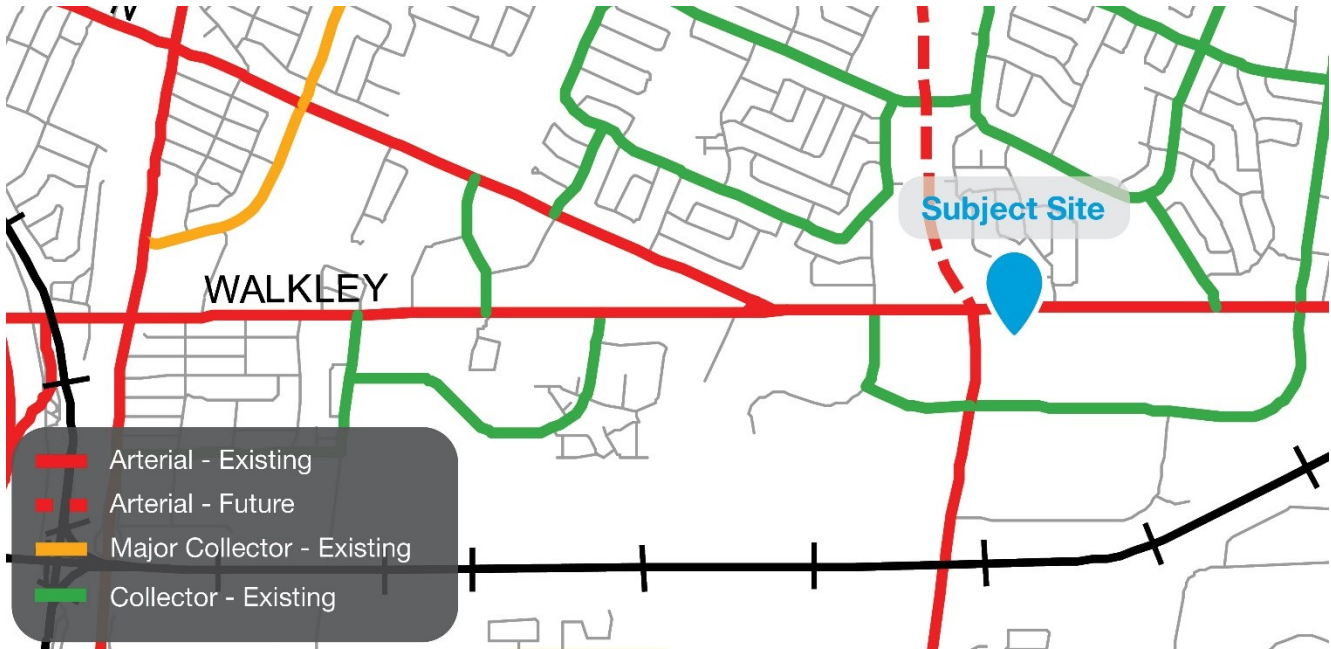 N
Subject Site
WALKLEY
Arterial - Existing
Arterial - Future
Major Collector - Existing
Collector - Existing